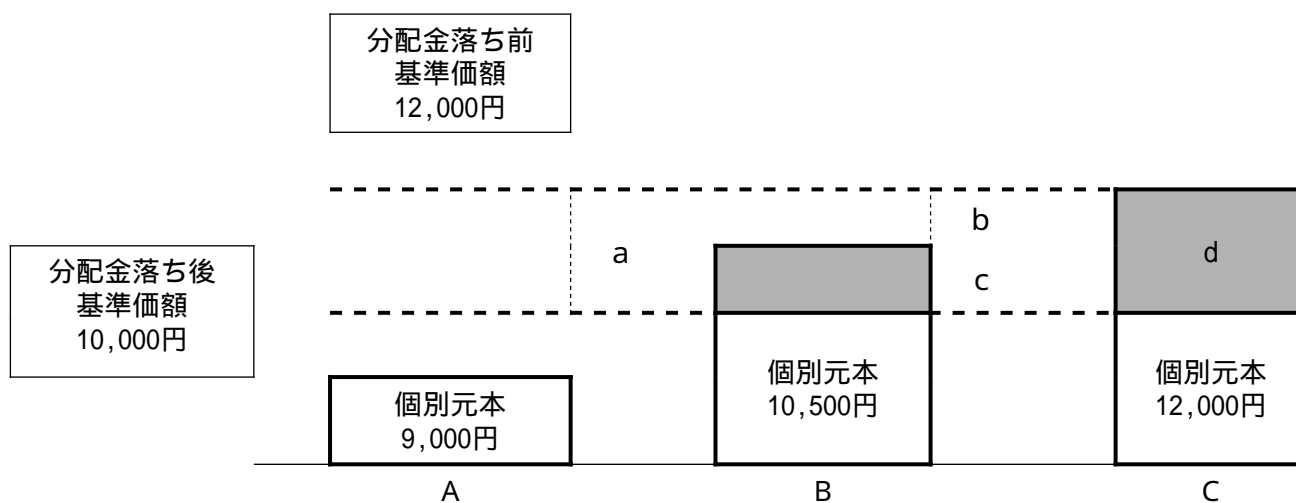 分配金落ち前
基準価額
12,000円
a
b
c
d
分配金落ち後
基準価額
10,000円
個別元本
9,000円
個別元本
10,500円
個別元本
12,000円
A
B
C